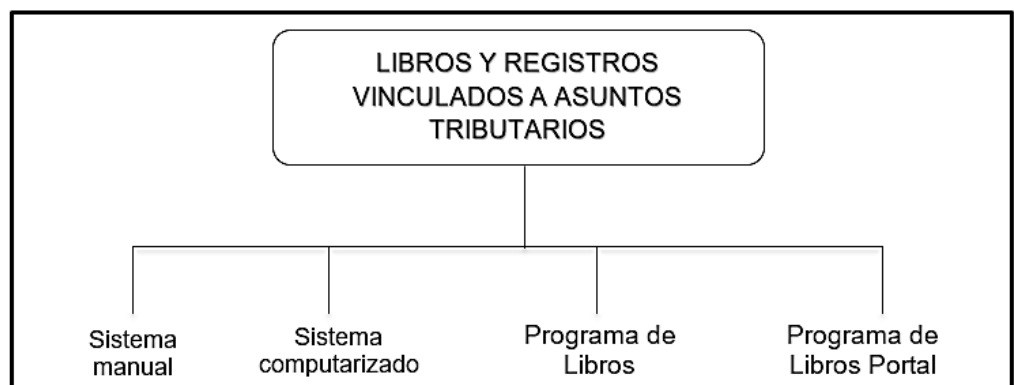 LIBROS Y REGISTROS
VINCULADOS A ASUNTOS
TRIBUTARIOS
Sistema
manual
Sistema
computarizado
Programa de
Libros
Programa de
Libros Portal